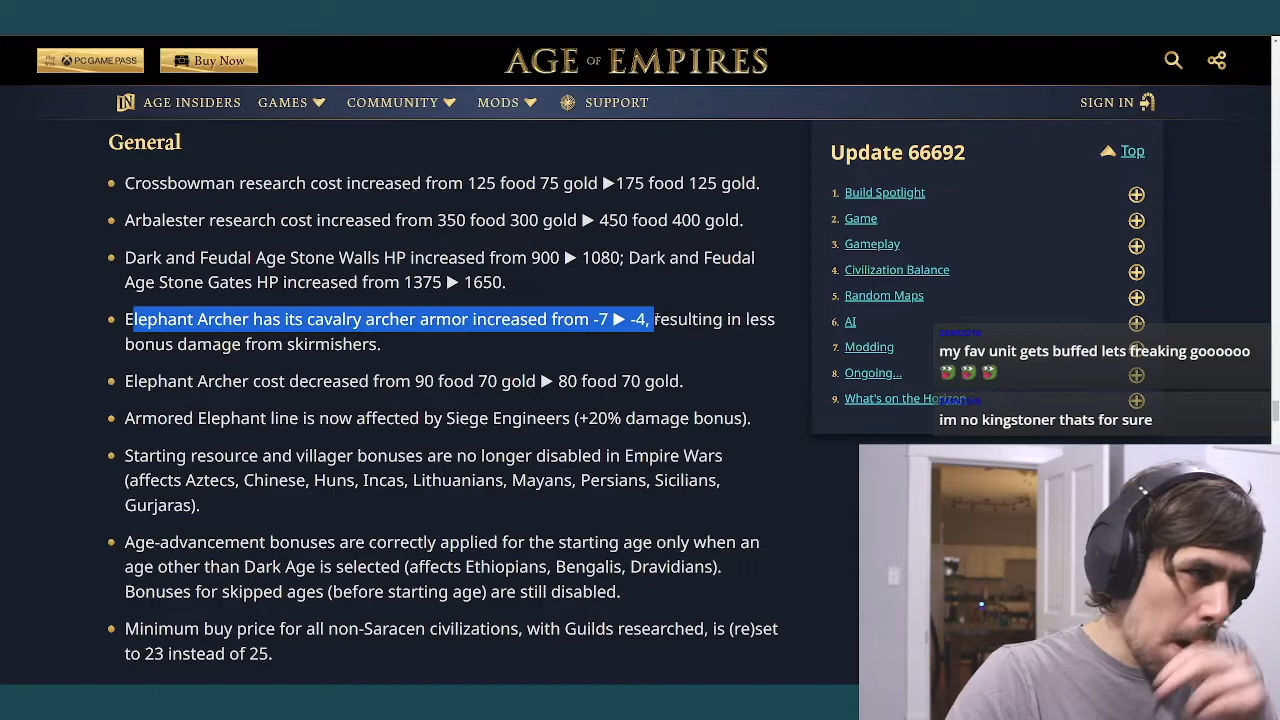 PC GAME PASS
Buy Now
AGE OF EMPIRES
AGE INSIDERS
GAMES
COMMUNITY
MODS
SUPPORT
SIGN IN
General
Crossbowman research cost increased from 125 food 75 gold ▶175 food 125 gold.
Arbalester research cost increased from 350 food 300 gold ▶ 450 food 400 gold.
Dark and Feudal Age Stone Walls HP increased from 900 ▶ 1080; Dark and Feudal
Age Stone Gates HP increased from 1375 ▶ 1650.
Elephant Archer has its cavalry archer armor increased from -7 ▶ -4, resulting in less
bonus damage from skirmishers.
Elephant Archer cost decreased from 90 food 70 gold ▶ 80 food 70 gold.
Armored Elephant line is now affected by Siege Engineers (+20% damage bonus).
Starting resource and villager bonuses are no longer disabled in Empire Wars
(affects Aztecs, Chinese, Huns, Incas, Lithuanians, Mayans, Persians, Sicilians,
Gurjaras).
Age-advancement bonuses are correctly applied for the starting age only when an
age other than Dark Age is selected (affects Ethiopians, Bengalis, Dravidians).
Bonuses for skipped ages (before starting age) are still disabled.
Minimum buy price for all non-Saracen civilizations, with Guilds researched, is (re)set
to 23 instead of 25.
Update 66692
Top
1. Build Spotlight
2. Game
3. Gameplay
4. Civilization Balance
5. Random Maps
6. AI
7. Modding
8. Ongoing...
9. What's on the Horizon
my fav unit gets buffed lets freaking goooooo
im no kingstoner thats for sure